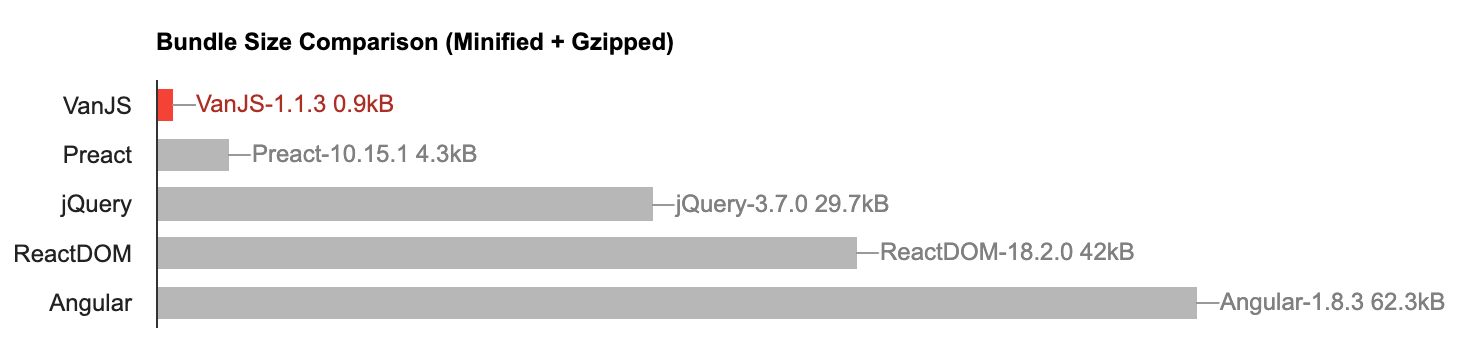 Bundle Size Comparison (Minified + Gzipped)
VanJS VanJS-1.1.3 0.9kB
Preact Preact-10.15.1 4.3kB
jQuery jQuery-3.7.0 29.7kB
ReactDOM ReactDOM-18.2.0 42kB
Angular Angular-1.8.3 62.3kB